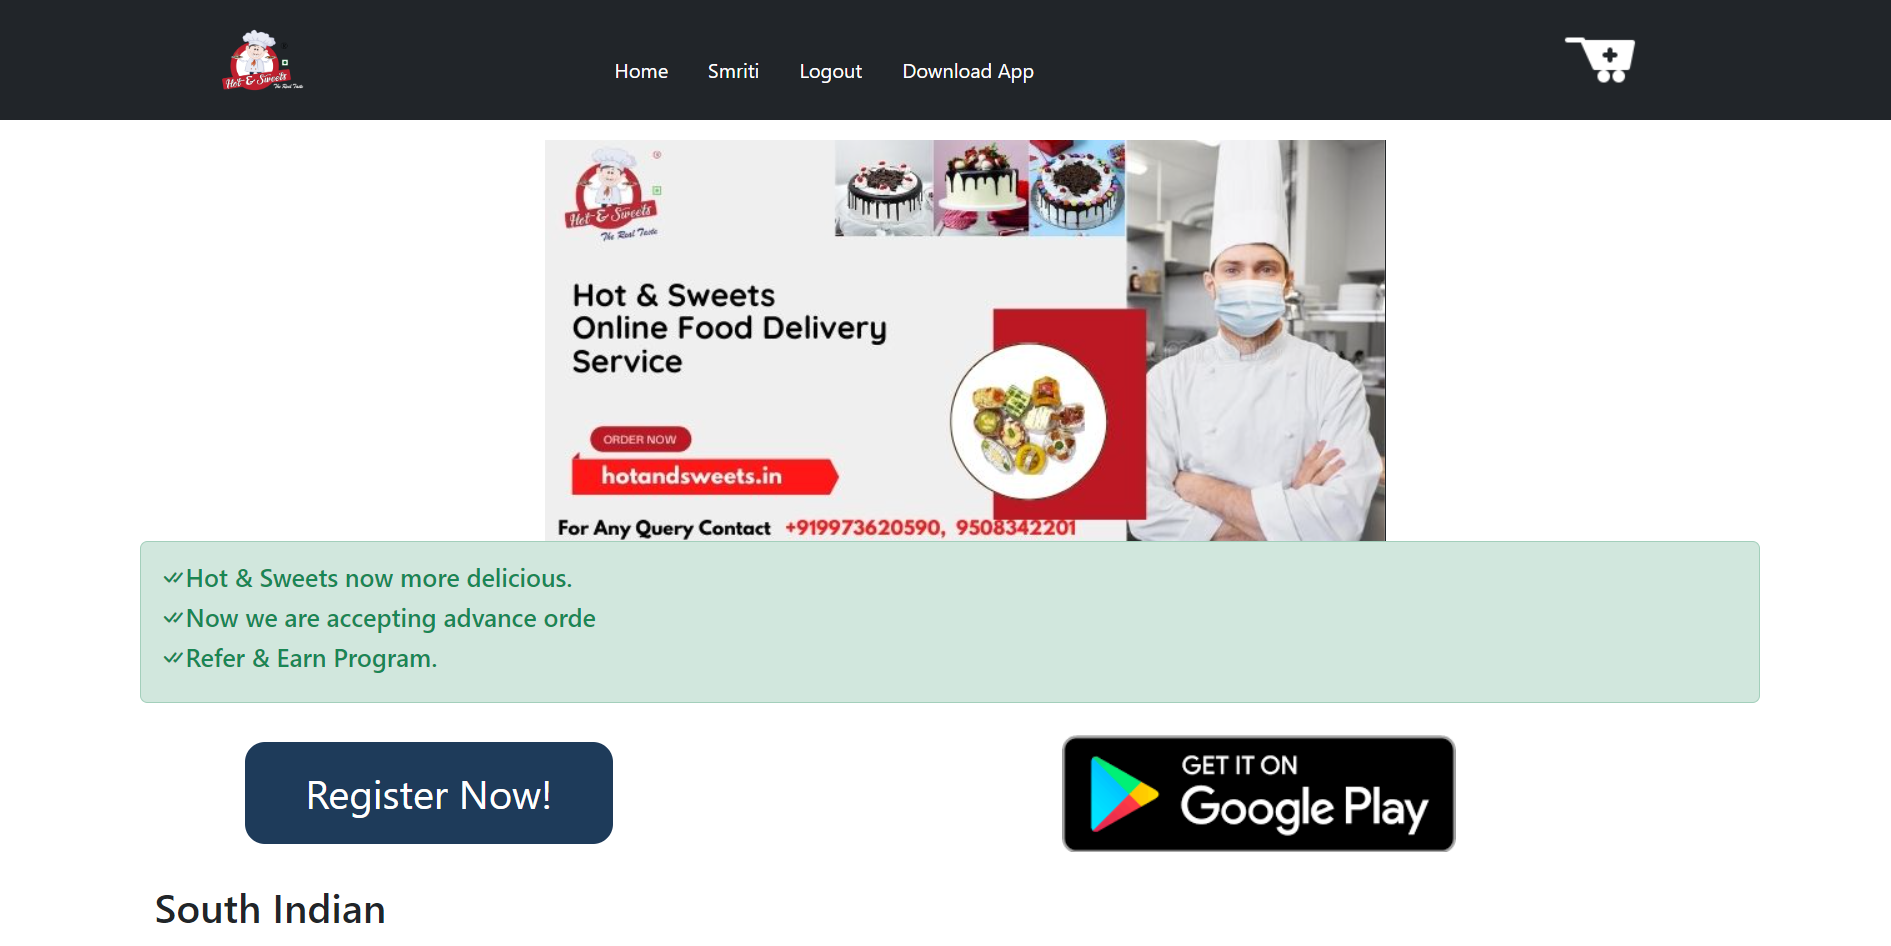 Hot & Sweets
The Real Taste
Home
Smriti
Logout
Download App
Hot & Sweets
The Real Taste
Hot & Sweets
Online Food Delivery
Service
ORDER NOW
hotandsweets.in
For Any Query Contact +919973620590, 9508342201
Hot & Sweets now more delicious.
Now we are accepting advance orde
Refer & Earn Program.
Register Now!
GET IT ON
Google Play
South Indian